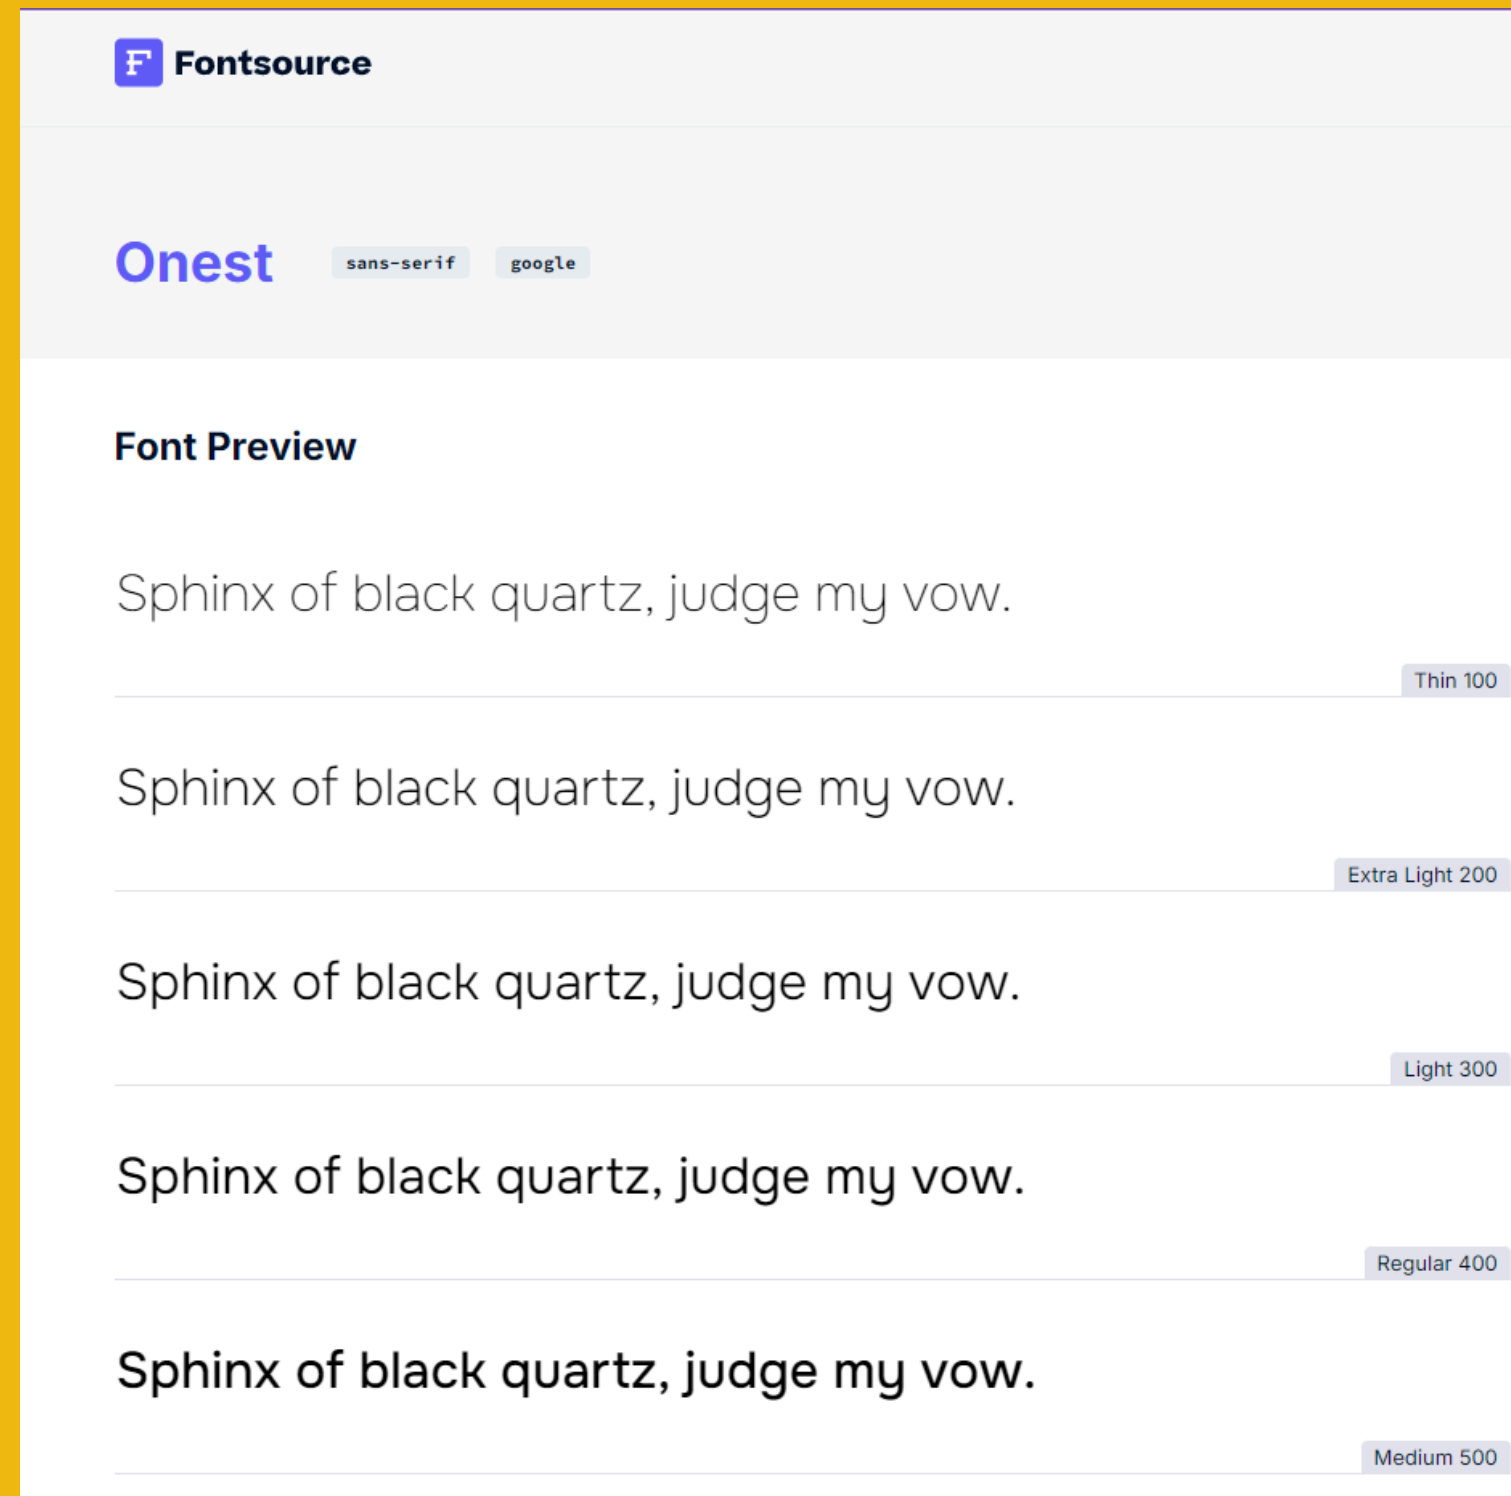 Fontsource
Onest sans-serif google
Font Preview
Sphinx of black quartz, judge my vow.
Thin 100
Sphinx of black quartz, judge my vow.
Extra Light 200
Sphinx of black quartz, judge my vow.
Light 300
Sphinx of black quartz, judge my vow.
Regular 400
Sphinx of black quartz, judge my vow.
Medium 500